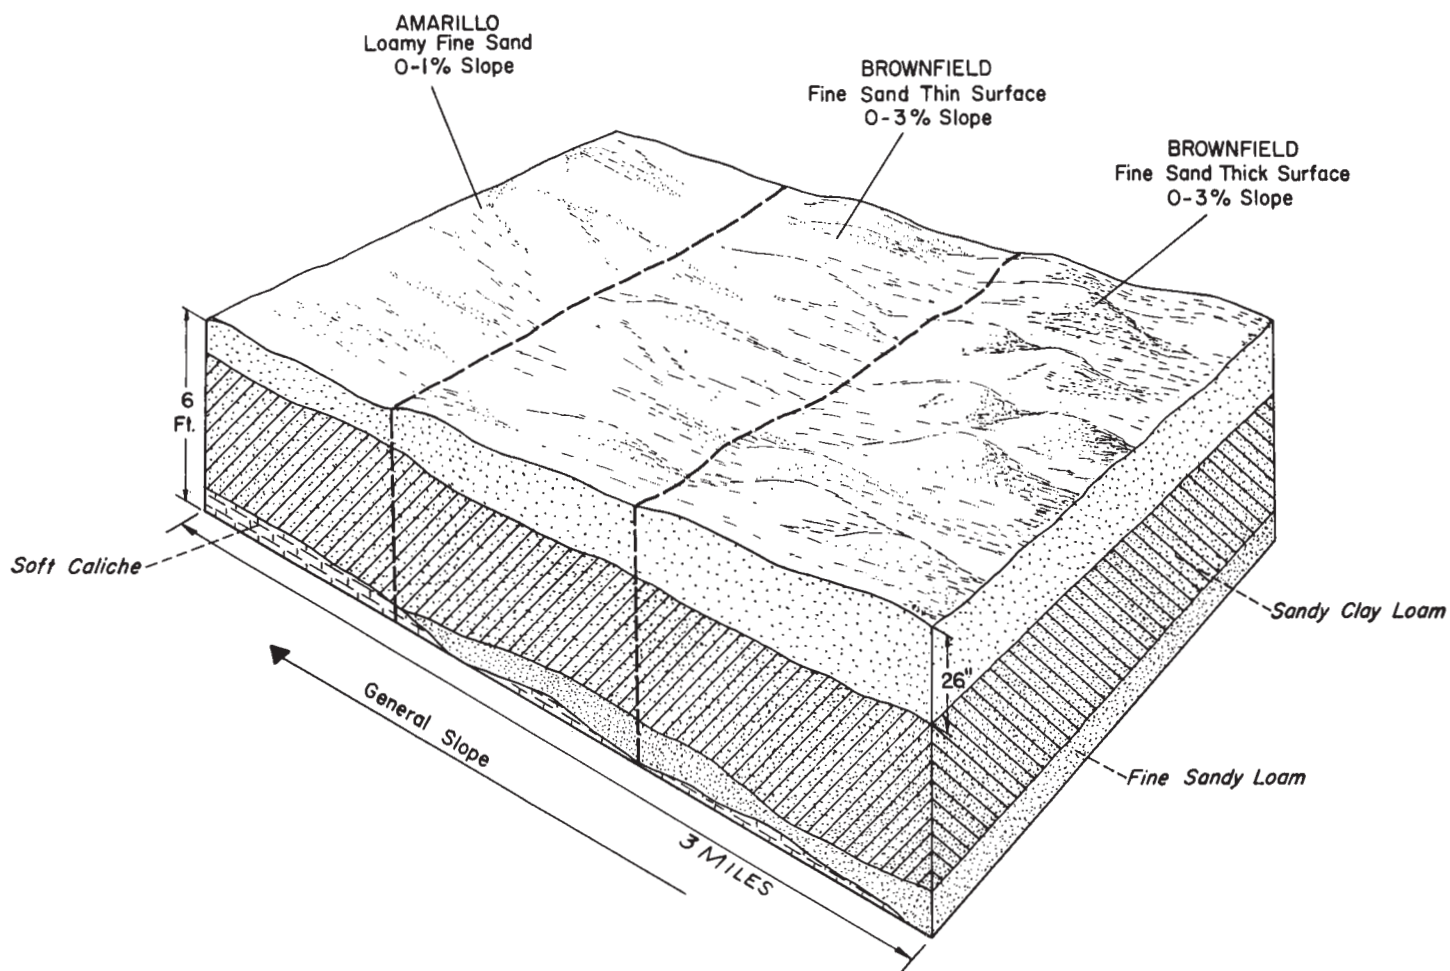 AMARILLO
Loamy Fine Sand
0-1% Slope
BROWNFIELD
Fine Sand Thin Surface
0-3% Slope
BROWNFIELD
Fine Sand Thick Surface
0-3% Slope
6
Ft.
Soft Caliche
Sandy Clay Loam
26"
General Slope
Fine Sandy Loam
3 MILES